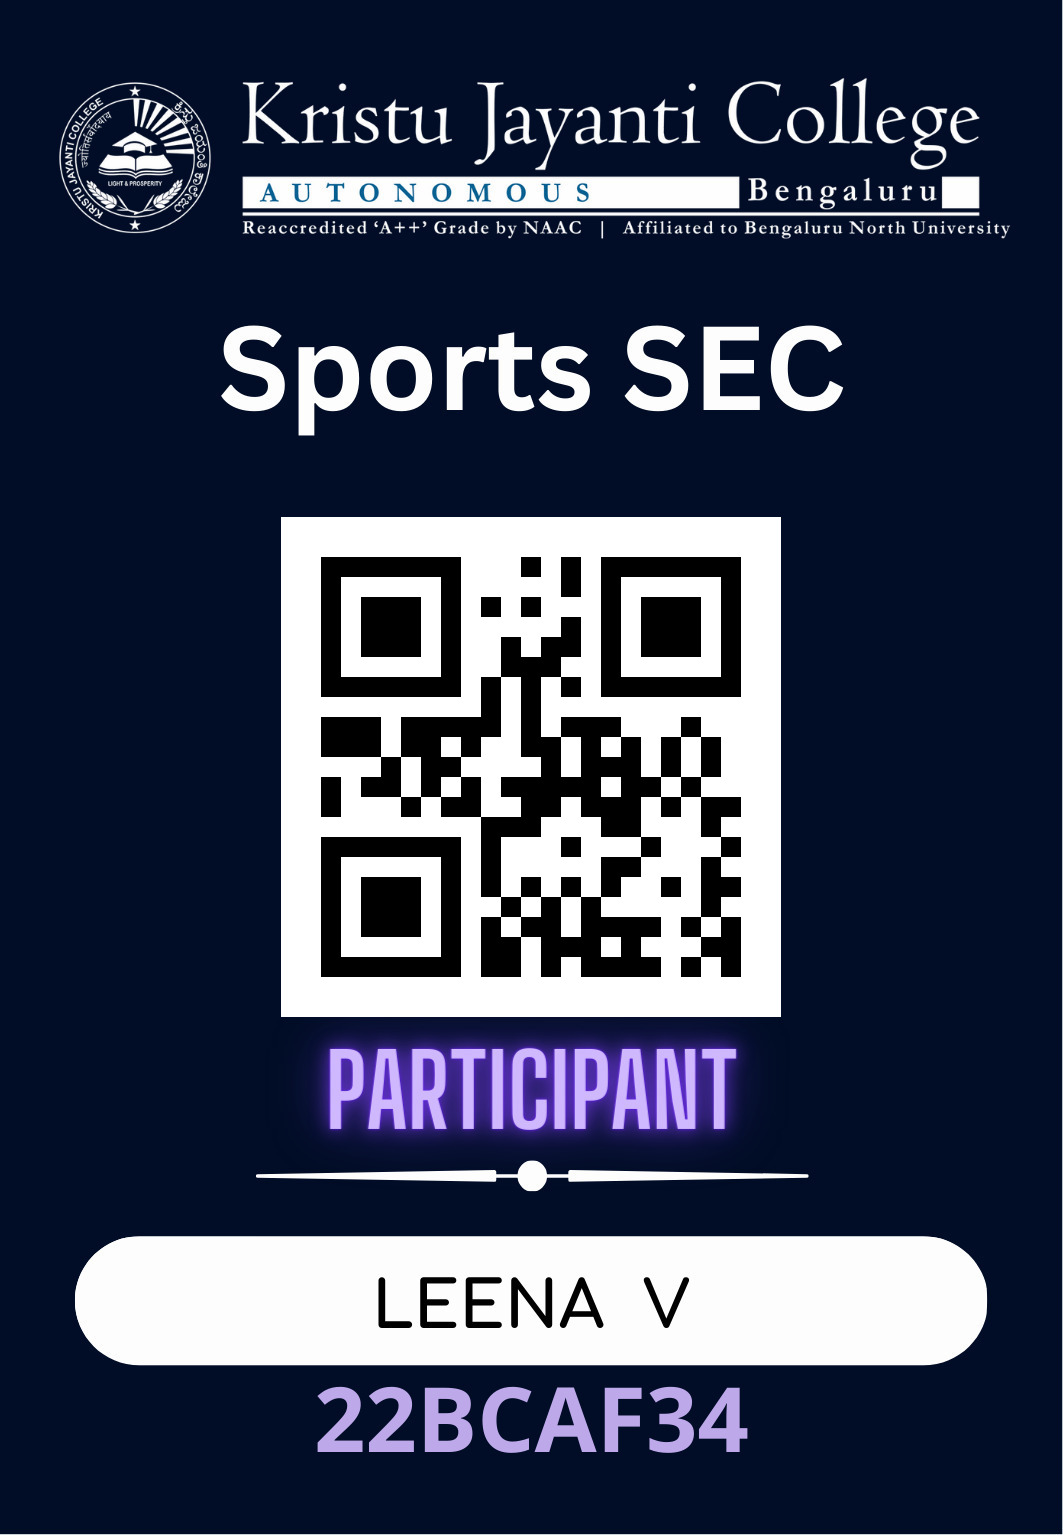 Kristu Jayanti College
AUTONOMOUS Bengaluru
Reaccredited ‘A++’ Grade by NAAC | Affiliated to Bengaluru North University
KRISTU JAYANTI COLLEGE
ಕ್ರಿಸ್ತು ಜಯಂತಿ ಕಾಲೇಜು
LIGHT & PROSPERITY
Sports SEC
PARTICIPANT
LEENA V
22BCAF34